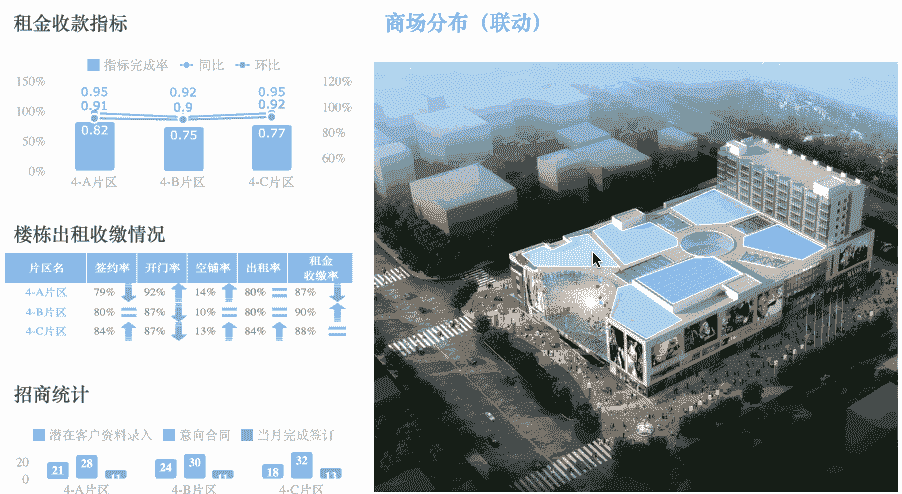 租金收款指标
商场分布（联动）
指标完成率 同比 环比
150% 120%
0.95 0.92 0.95
0.91 0.9 0.92
100% 100%
0.82 0.75 0.77
50% 80%
0% 60%
4-A片区 4-B片区 4-C片区
楼栋出租收缴情况
片区名 签约率 开门率 空铺率 出租率 租金
收缴率
4-A片区 79% 92% 14% 80% 87%
4-B片区 80% 87% 10% 80% 90%
4-C片区 84% 87% 13% 84% 88%
招商统计
潜在客户资料录入 意向合同 当月完成签订
20
21 28 24 30 18 32 13
0
4-A片区 4-B片区 4-C片区